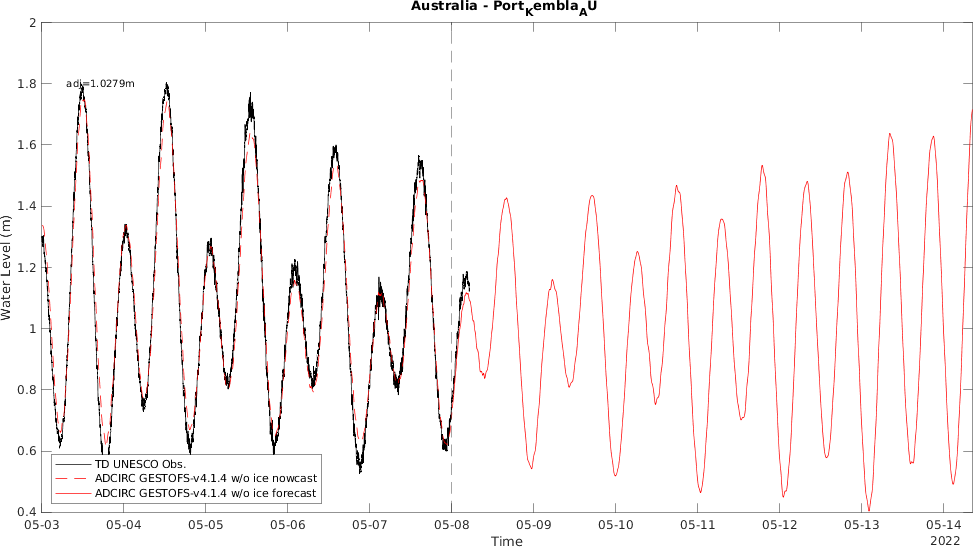 Australia - Port_Kembla_AU
2
1.8
1.6
1.4
1.2
1
0.8
0.6
0.4
Water Level (m)
adj=1.0279m
TD UNESCO Obs.
ADCIRC GESTOFS-v4.1.4 w/o ice nowcast
ADCIRC GESTOFS-v4.1.4 w/o ice forecast
05-03 05-04 05-05 05-06 05-07 05-08 05-09 05-10 05-11 05-12 05-13 05-14
Time
2022